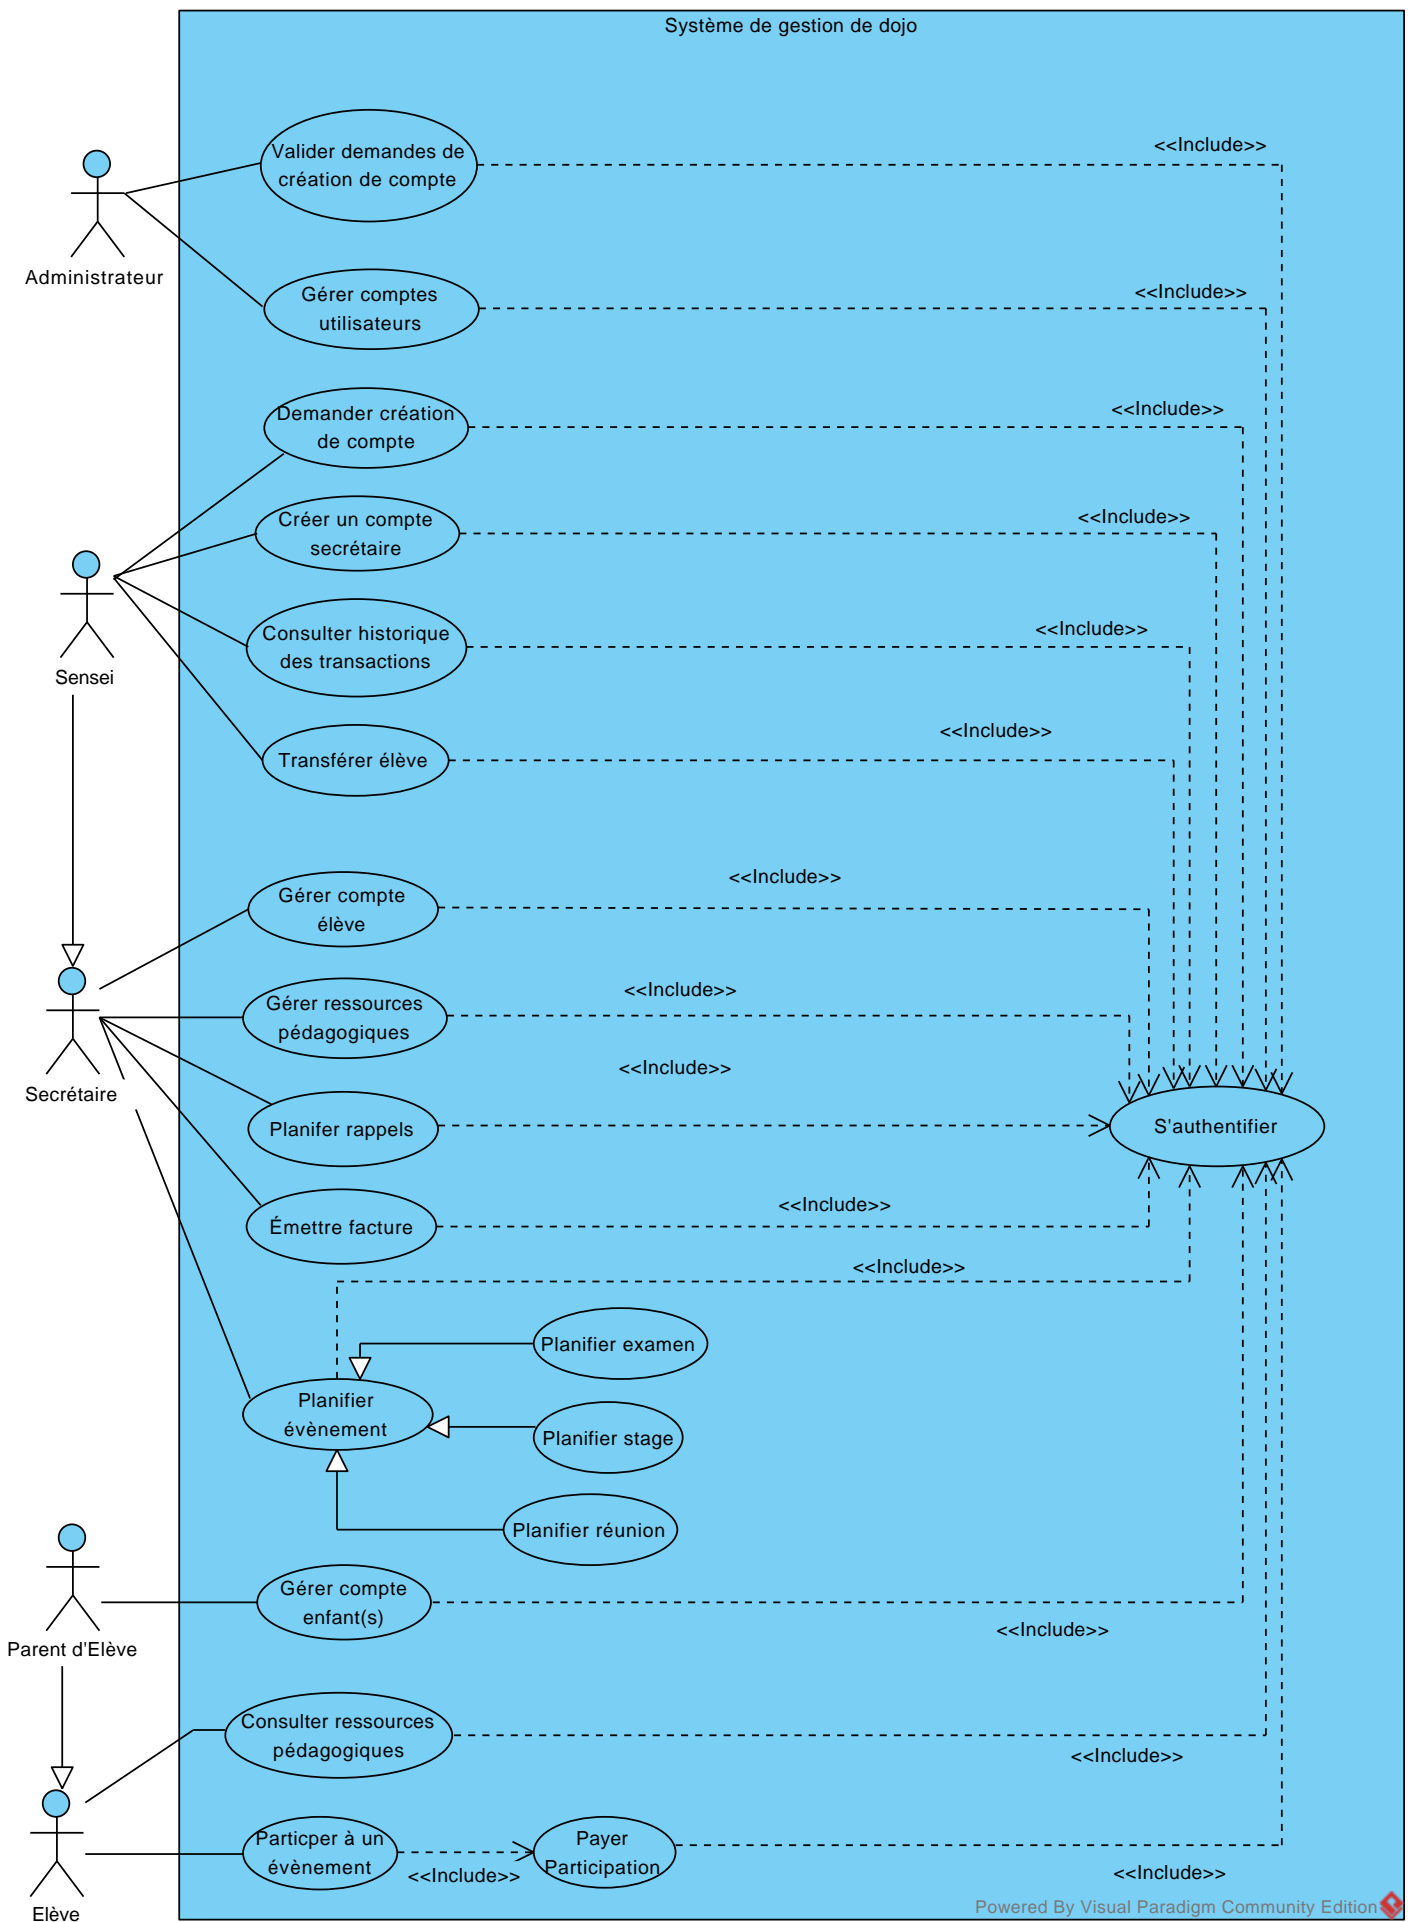 Système de gestion de dojo
Valider demandes de
création de compte
<<Include>>
Administrateur
Gérer comptes
utilisateurs
<<Include>>
Demander création
de compte
<<Include>>
Créer un compte
secrétaire
<<Include>>
Sensei
Consulter historique
des transactions
<<Include>>
Transférer élève
<<Include>>
Gérer compte
élève
<<Include>>
Gérer ressources
pédagogiques
<<Include>>
Secrétaire
<<Include>>
Planifer rappels
S'authentifier
Émettre facture
<<Include>>
<<Include>>
Planifier examen
Planifier
évènement
Planifier stage
Planifier réunion
Gérer compte
enfant(s)
<<Include>>
Parent d'Elève
Consulter ressources
pédagogiques
<<Include>>
Particper à un
évènement
<<Include>>
Payer
Participation
<<Include>>
Elève
Powered By Visual Paradigm Community Edition